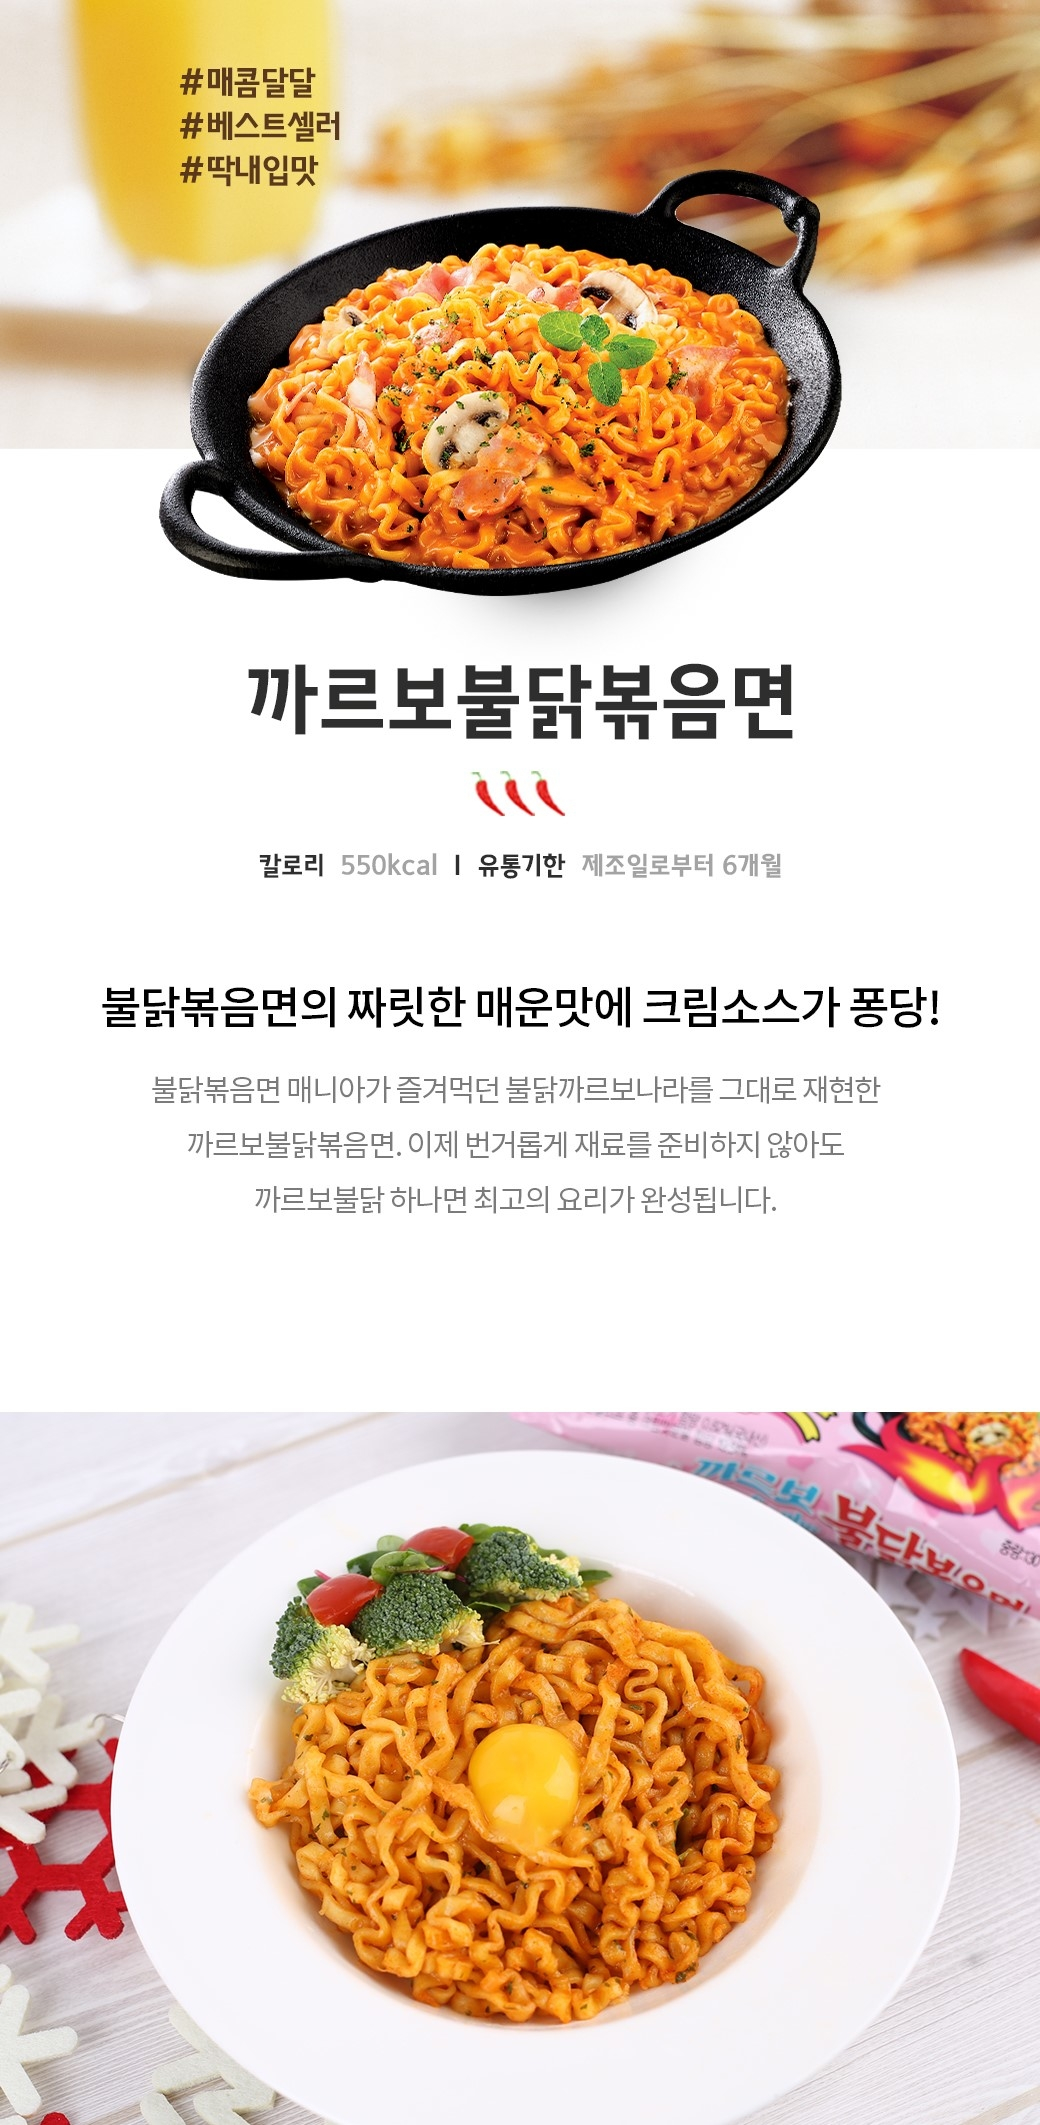 #매콤달달
#베스트셀러
#딱내입맛
까르보불닭볶음면
칼로리 550kcal I 유통기한 제조일로부터 6개월
불닭볶음면의 짜릿한 매운맛에 크림소스가 퐁당!
불닭볶음면 매니아가 즐겨먹던 불닭까르보나라를 그대로 재현한
까르보불닭볶음면. 이제 번거롭게 재료를 준비하지 않아도
까르보불닭 하나면 최고의 요리가 완성됩니다.
까르보
불닭볶음면